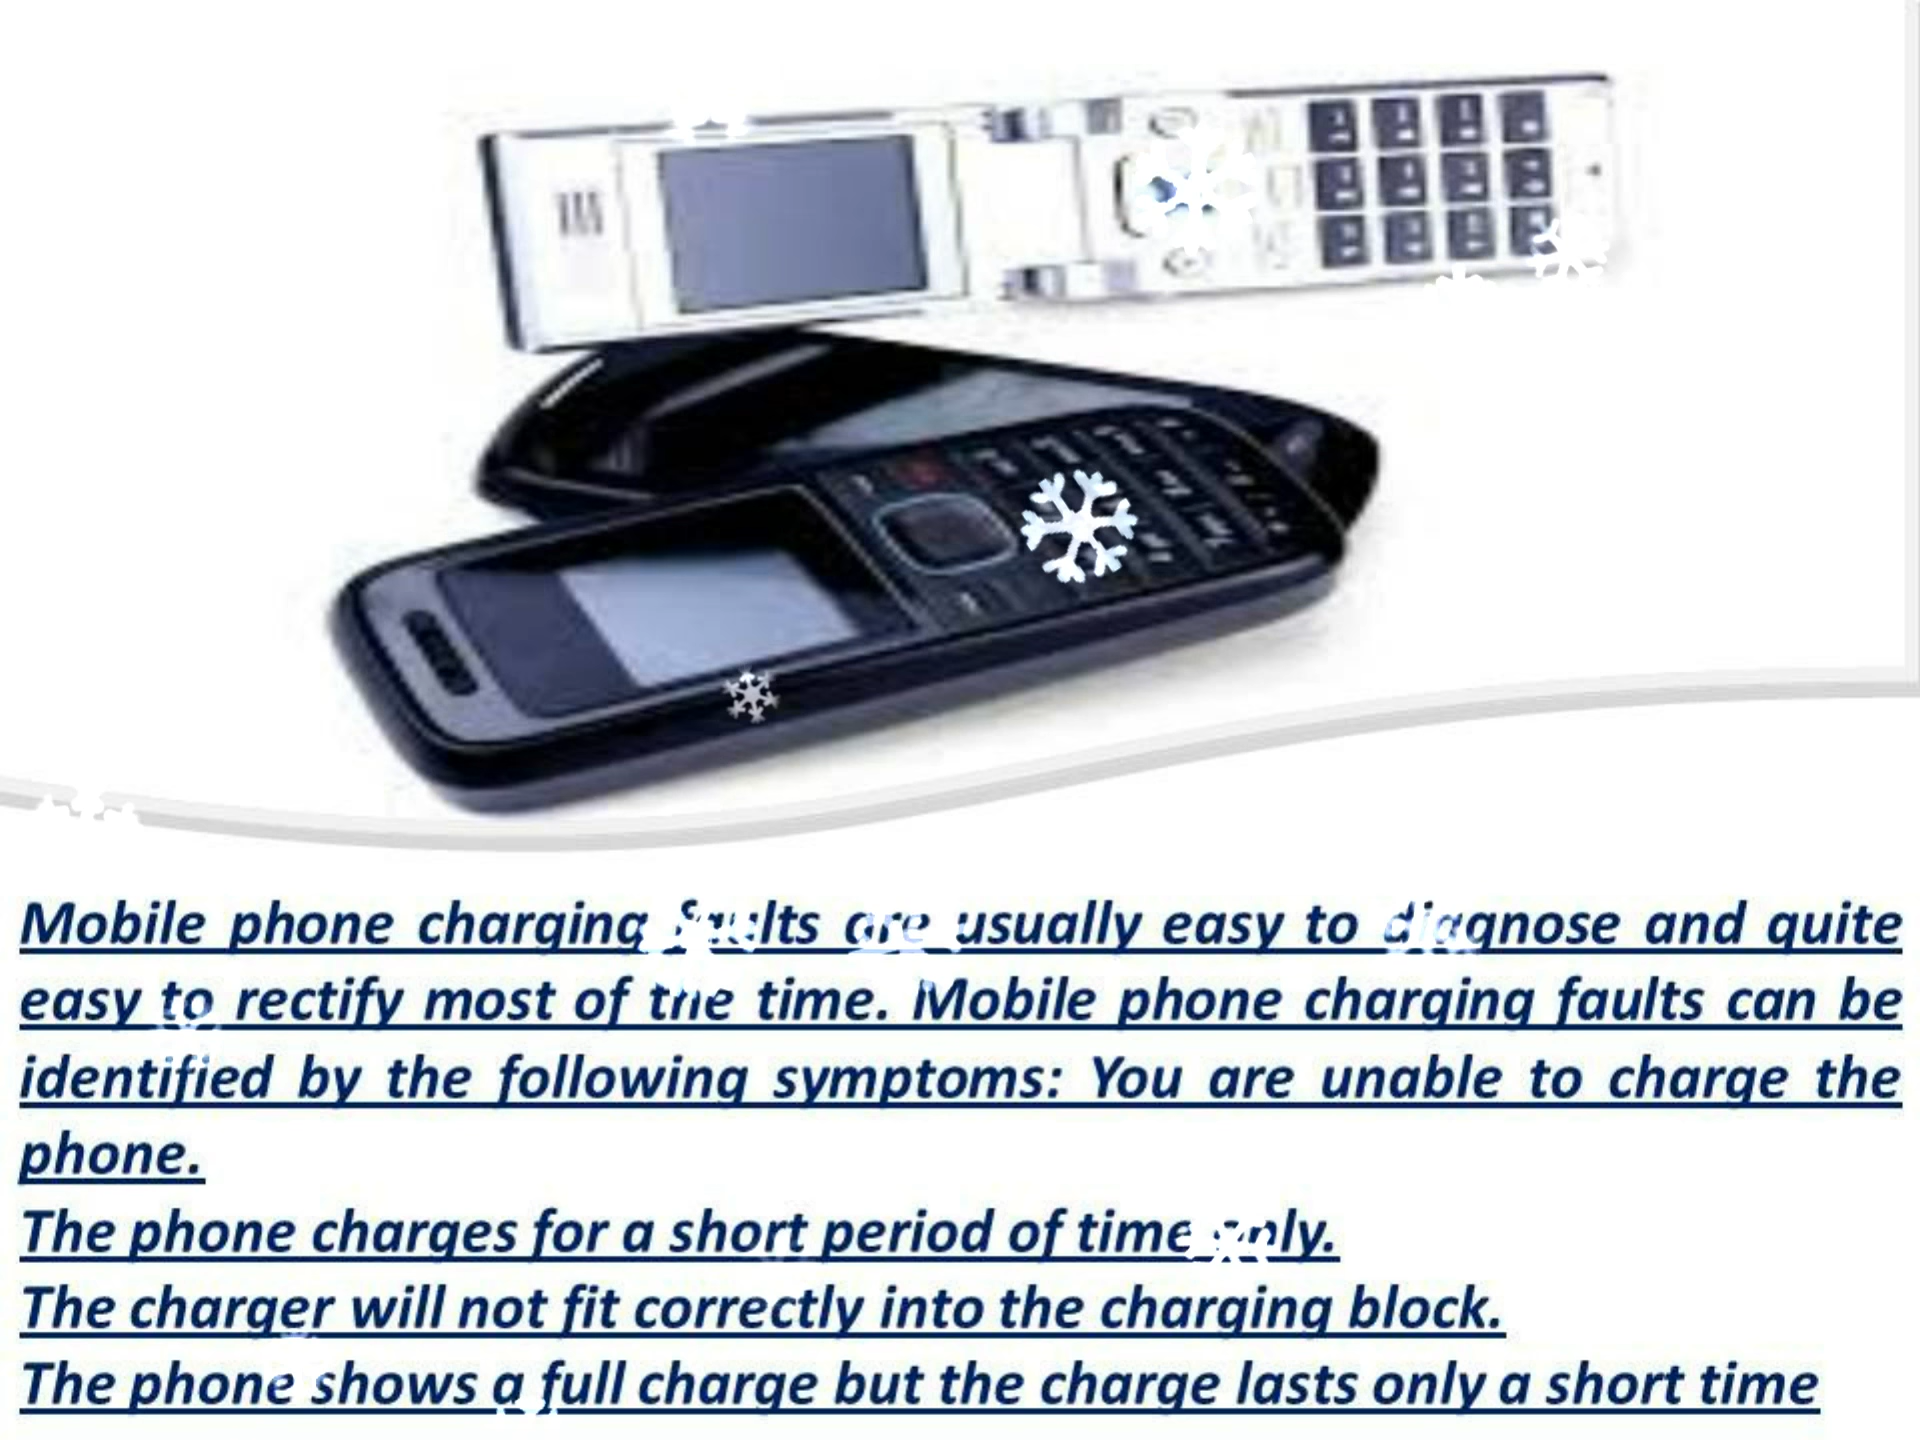 Mobile phone charging faults are usually easy to diagnose and quite
easy to rectify most of the time. Mobile phone charging faults can be
identified by the following symptoms: You are unable to charge the
phone.
The phone charges for a short period of time only.
The charger will not fit correctly into the charging block.
The phone shows a full charge but the charge lasts only a short time